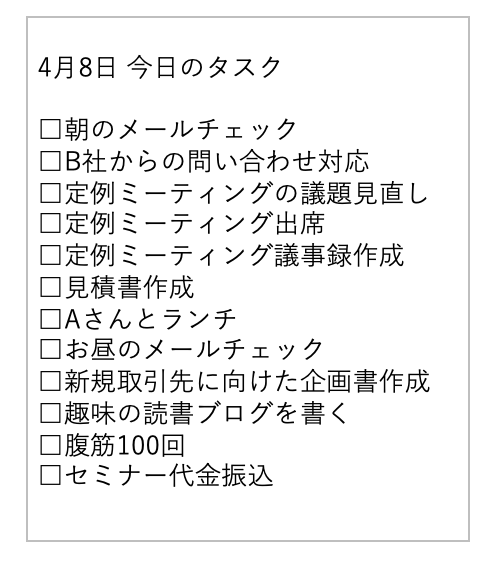 4月8日 今日のタスク
□朝のメールチェック
□B社からの問い合わせ対応
□定例ミーティングの議題見直し
□定例ミーティング出席
□定例ミーティング議事録作成
□見積書作成
□Aさんとランチ
□お昼のメールチェック
□新規取引先に向けた企画書作成
□趣味の読書ブログを書く
□腹筋100回
□セミナー代金振込